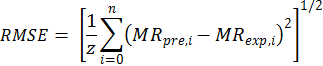 RMSE = [1/z ∑_{i=0}^{n} (MR_{pre,i} − MR_{exp,i})^2]^{1/2}